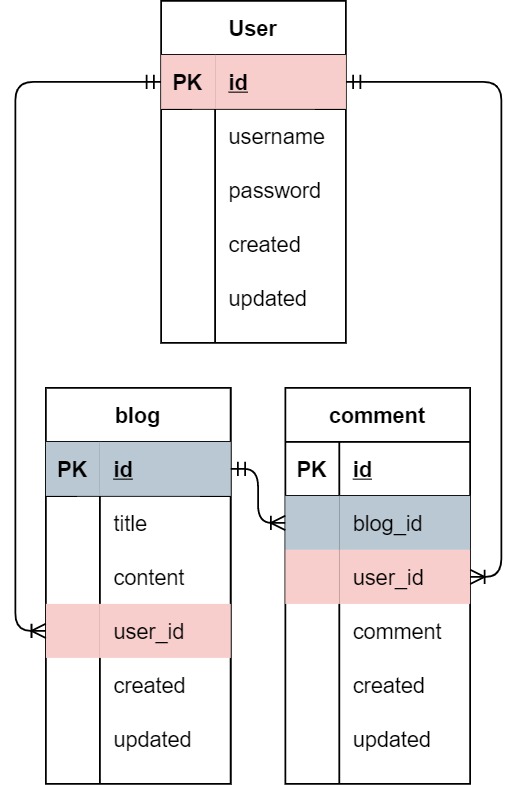 User
PK id
username
password
created
updated
blog
PK id
title
content
user_id
created
updated
comment
PK id
blog_id
user_id
comment
created
updated